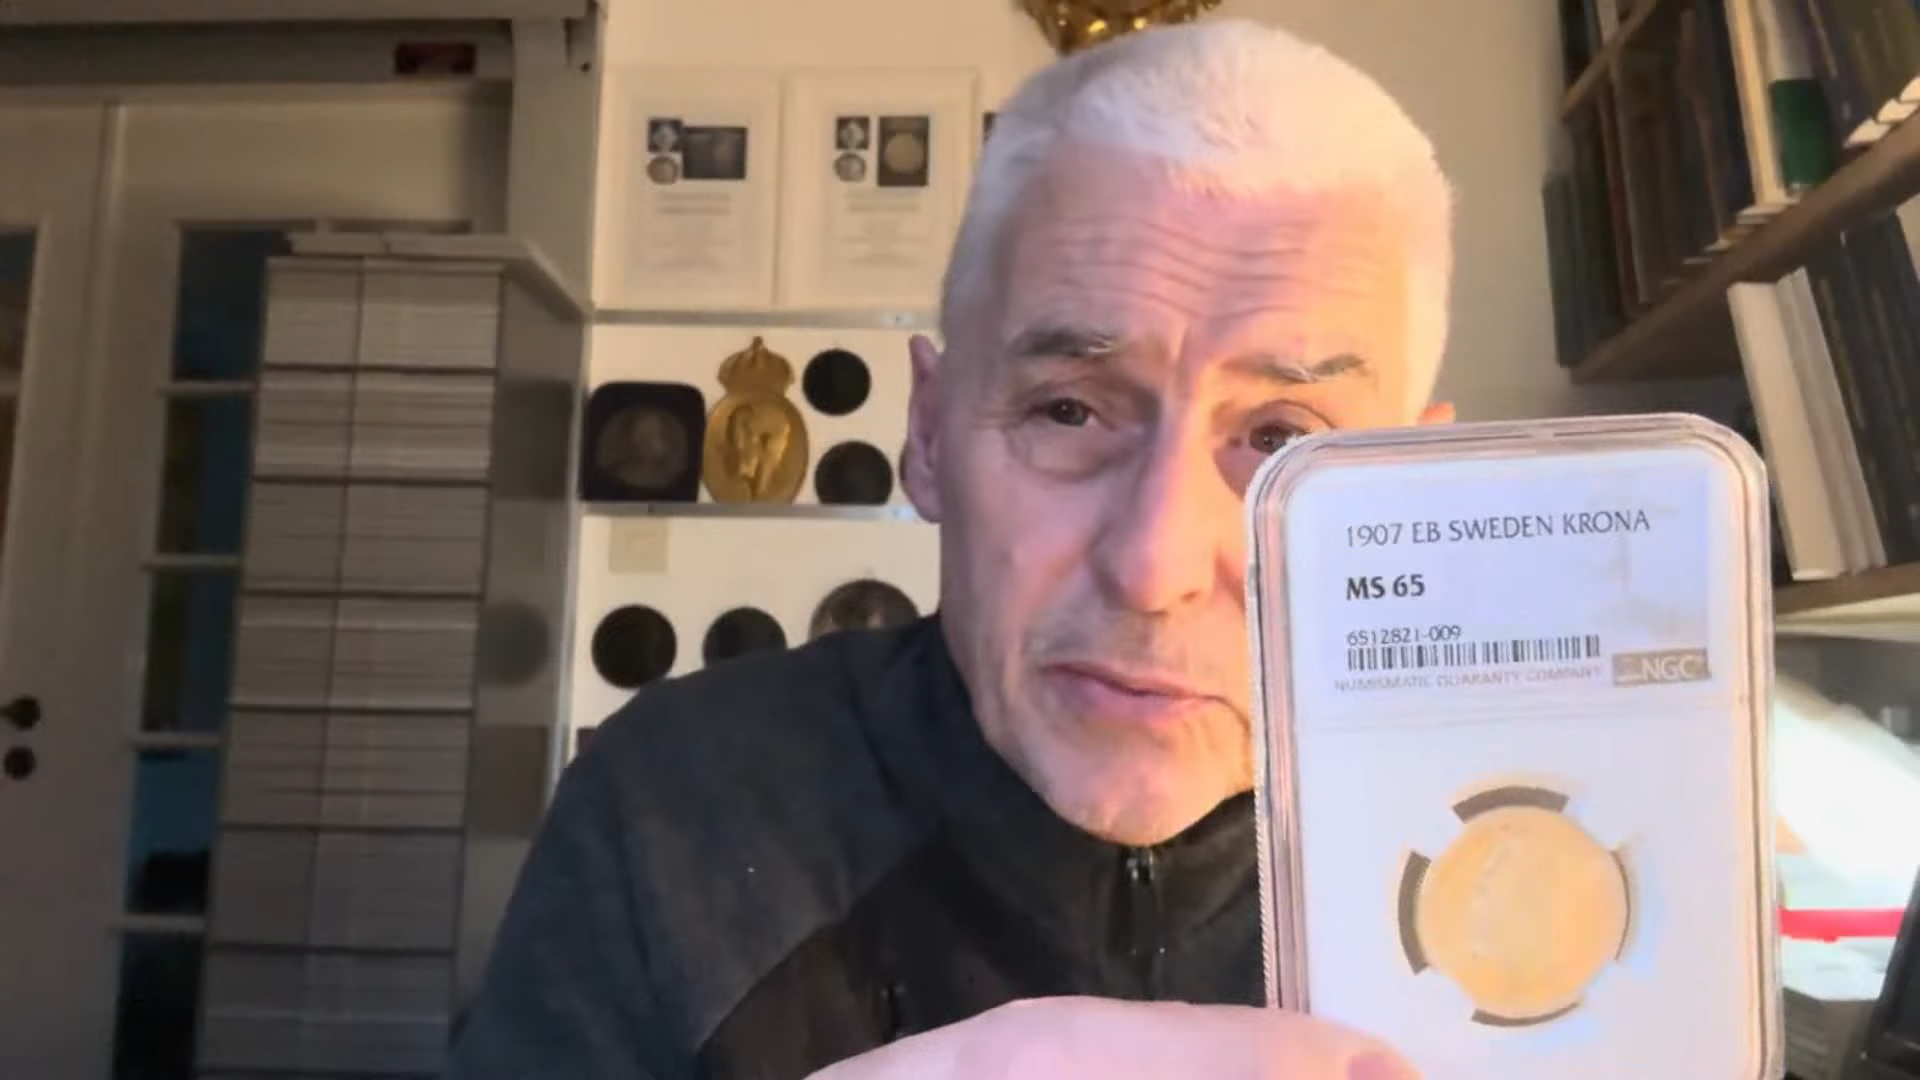 1907 EB SWEDEN KRONA
MS 65
6512821-009
NUMISMATIC GUARANTY COMPANY NGC